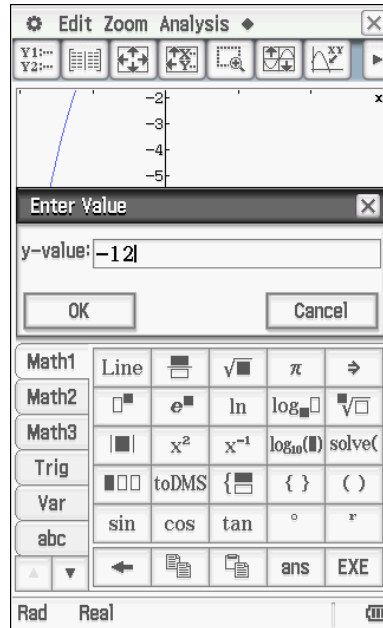 Edit Zoom Analysis
Y1:···
Y2:···
XY
x
-2
-3
-4
-5
Enter Value
y-value: -12
OK Cancel
Math1 Line √■ π ⇒
Math2 □■ e■ ln log■□ ■√□
Math3 |■| x² x⁻¹ log₁₀(■) solve(
Trig ■□□ toDMS { { } ( )
Var sin cos tan ° r
abc
ans EXE
Rad Real